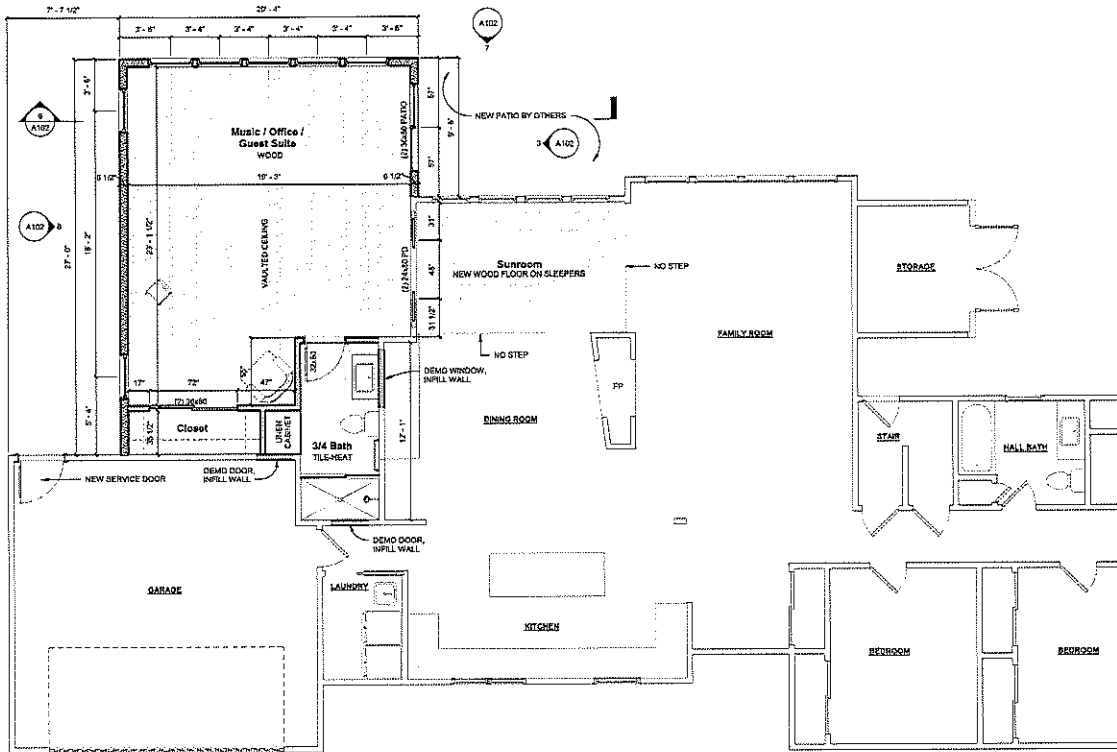 7' - 7 1/2"
20' - 4"
3' - 6"
3' - 4"
3' - 4"
3' - 4"
3' - 4"
3' - 6"
A102
7
3' - 6"
6
A102
Music / Office /
Guest Suite
WOOD
(2) 30x80 PATIO
57"
9' - 6"
NEW PATIO BY OTHERS
3
A102
57"
6 1/2"
19' - 3"
6 1/2"
A102
8
27' - 0"
18' - 2"
23' - 1 1/2"
VAULTED CEILING
31"
(2) 24x80 PD
48"
31 1/2"
Sunroom
NEW WOOD FLOOR ON SLEEPERS
NO STEP
STORAGE
FAMILY ROOM
NO STEP
32x80
DEMO WINDOW,
INFILL WALL
FP
17"
72"
47"
(2) 36x80
5' - 4"
35 1/2"
Closet
LINEN
CABINET
3/4 Bath
TILE-HEAT
12' - 1"
DINING ROOM
STAIR
HALL BATH
NEW SERVICE DOOR
DEMO DOOR,
INFILL WALL
DEMO DOOR,
INFILL WALL
GARAGE
LAUNDRY
KITCHEN
BEDROOM
BEDROOM